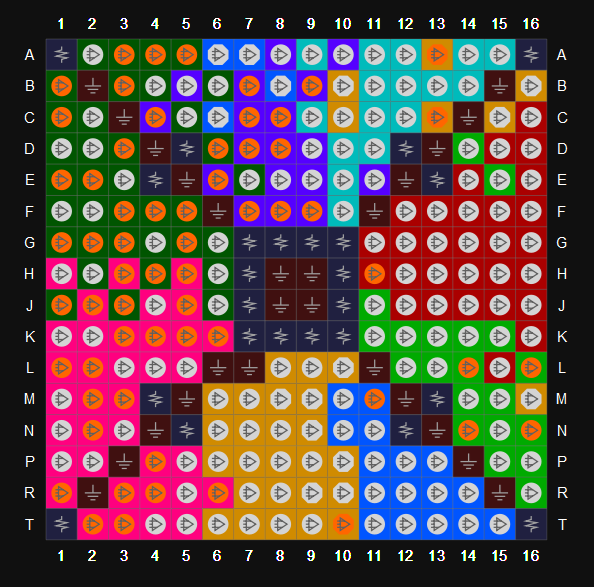 1 2 3 4 5 6 7 8 9 10 11 12 13 14 15 16
A A
B B
C C
D D
E E
F F
G G
H H
J J
K K
L L
M M
N N
P P
R R
T T
1 2 3 4 5 6 7 8 9 10 11 12 13 14 15 16